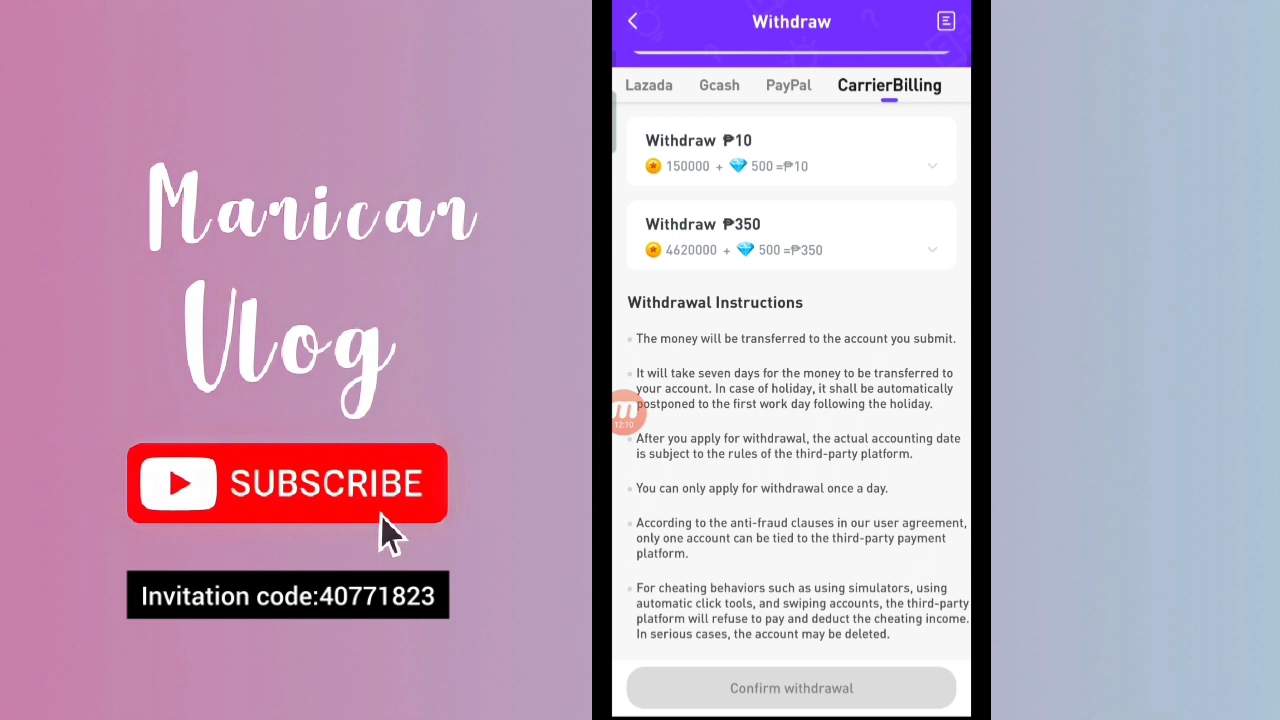 Manican
Vlog
SUBSCRIBE
Invitation code:40771823
Withdraw
Lazada Gcash PayPal CarrierBilling
Withdraw ₱10
150000 + 500 =₱10
Withdraw ₱350
4620000 + 500 =₱350
Withdrawal Instructions
The money will be transferred to the account you submit.
It will take seven days for the money to be transferred to
your account. In case of holiday, it shall be automatically
postponed to the first work day following the holiday.
12:10
After you apply for withdrawal, the actual accounting date
is subject to the rules of the third-party platform.
You can only apply for withdrawal once a day.
According to the anti-fraud clauses in our user agreement,
only one account can be tied to the third-party payment
platform.
For cheating behaviors such as using simulators, using
automatic click tools, and swiping accounts, the third-party
platform will refuse to pay and deduct the cheating income.
In serious cases, the account may be deleted.
Confirm withdrawal